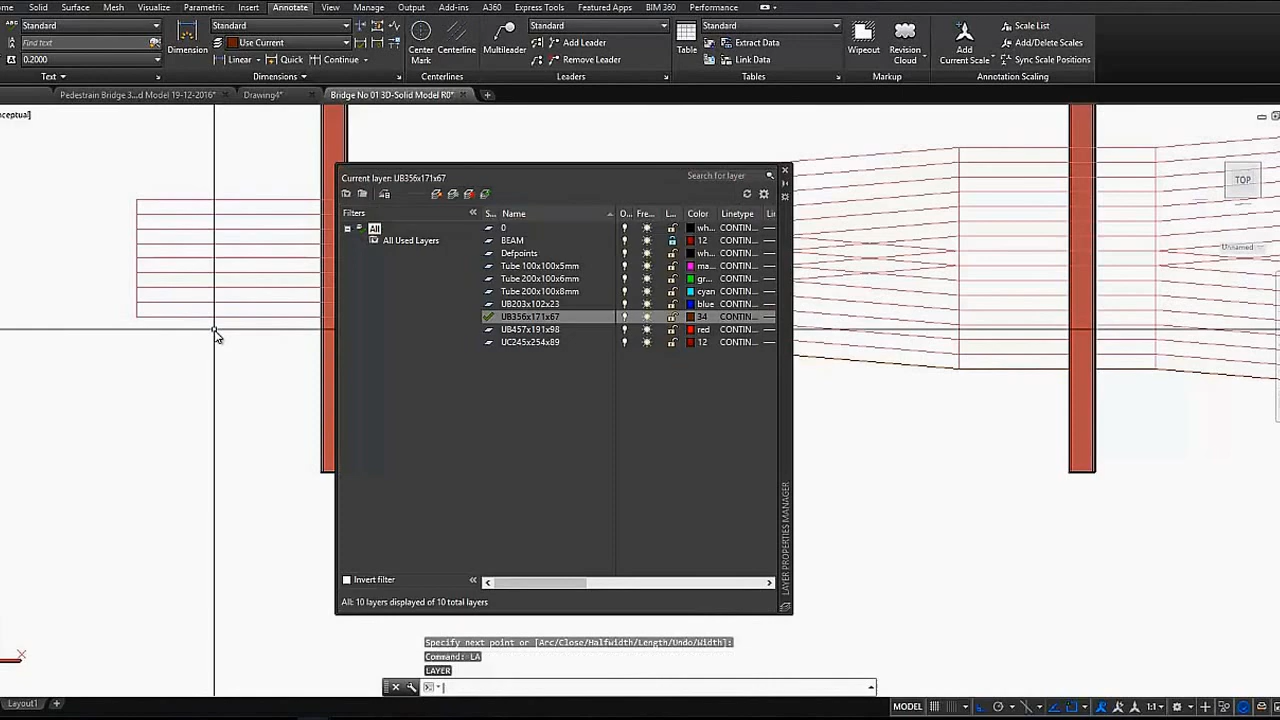 ome Solid Surface Mesh Visualize Parametric Insert Annotate View Manage Output Add-ins A360 Express Tools Featured Apps BIM 360 Performance
Standard Standard Standard Standard Scale List
Find text Use Current Add Leader Extract Data Add/Delete Scales
0.2000 Linear Quick Continue Remove Leader Link Data Sync Scale Positions
Dimension Center Mark Centerline Multileader Table Wipeout Revision Cloud Add Current Scale
Text Dimensions Centerlines Leaders Tables Markup Annotation Scaling
Pedestrian Bridge 3...d Model 19-12-2016* Drawing4* Bridge No 01 3D-Solid Model R0*
nceptual]
TOP
Unnamed
Current layer: UB356x171x67 Search for layer
Filters S... Name O... Fre... L... Color Linetype Li
All
All Used Layers
0 wh... CONTIN...
BEAM 12 CONTIN...
Defpoints wh... CONTIN...
Tube 100x100x5mm ma... CONTIN...
Tube 200x100x6mm gr... CONTIN...
Tube 200x100x8mm cyan CONTIN...
UB203x102x23 blue CONTIN...
UB356x171x67 34 CONTIN...
UB457x191x98 red CONTIN...
UC245x254x89 12 CONTIN...
Invert filter
All: 10 layers displayed of 10 total layers
LAYER PROPERTIES MANAGER
Specify next point or [Arc/Close/Halfwidth/Length/Undo/Width]:
Command: LA
LAYER
X
Layout1 MODEL 1:1